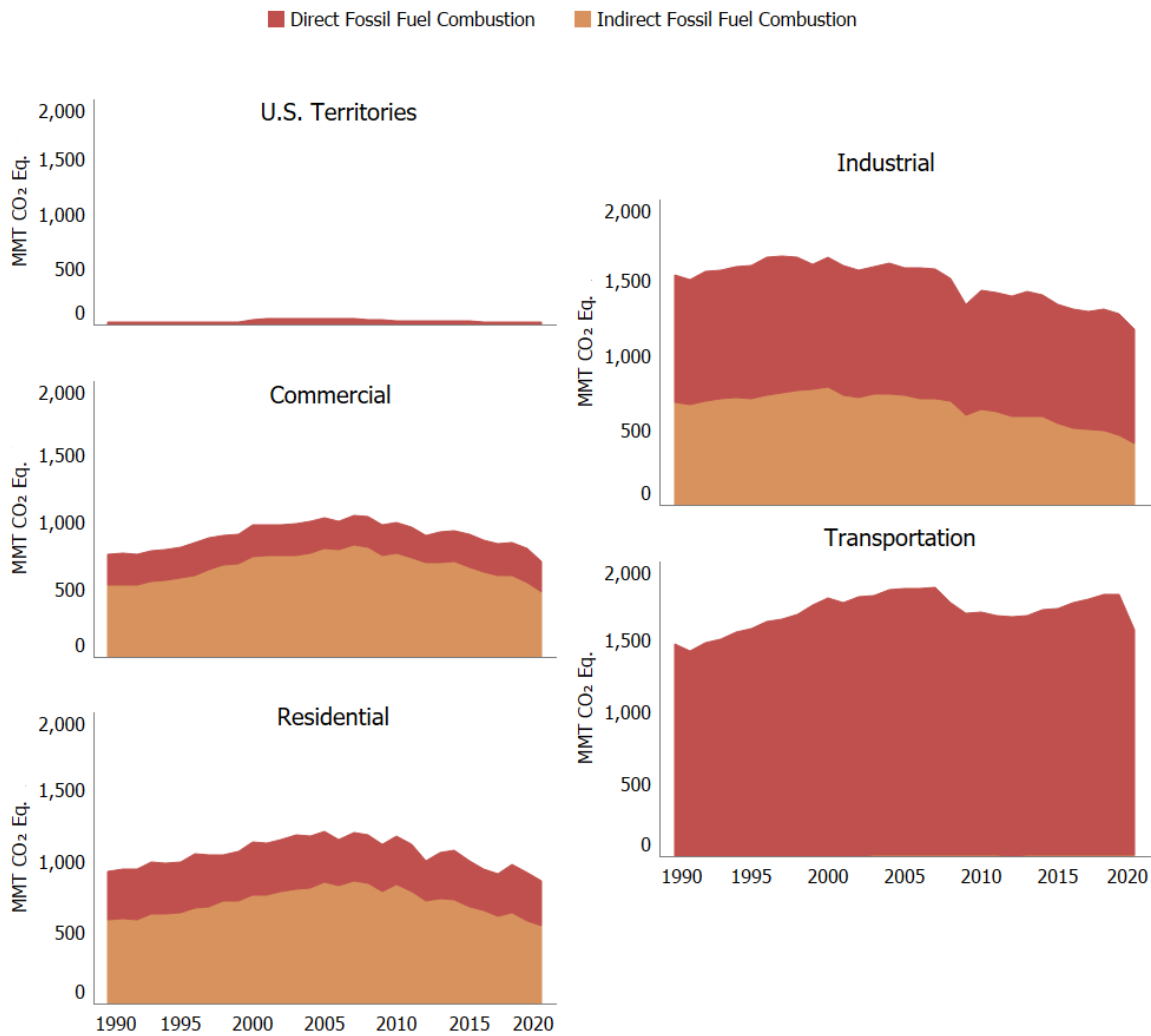 Direct Fossil Fuel Combustion Indirect Fossil Fuel Combustion
U.S. Territories
MMT CO₂ Eq.
2,000
1,500
1,000
500
0
Commercial
MMT CO₂ Eq.
2,000
1,500
1,000
500
0
Residential
MMT CO₂ Eq.
2,000
1,500
1,000
500
0
1990 1995 2000 2005 2010 2015 2020
Industrial
MMT CO₂ Eq.
2,000
1,500
1,000
500
0
Transportation
MMT CO₂ Eq.
2,000
1,500
1,000
500
0
1990 1995 2000 2005 2010 2015 2020